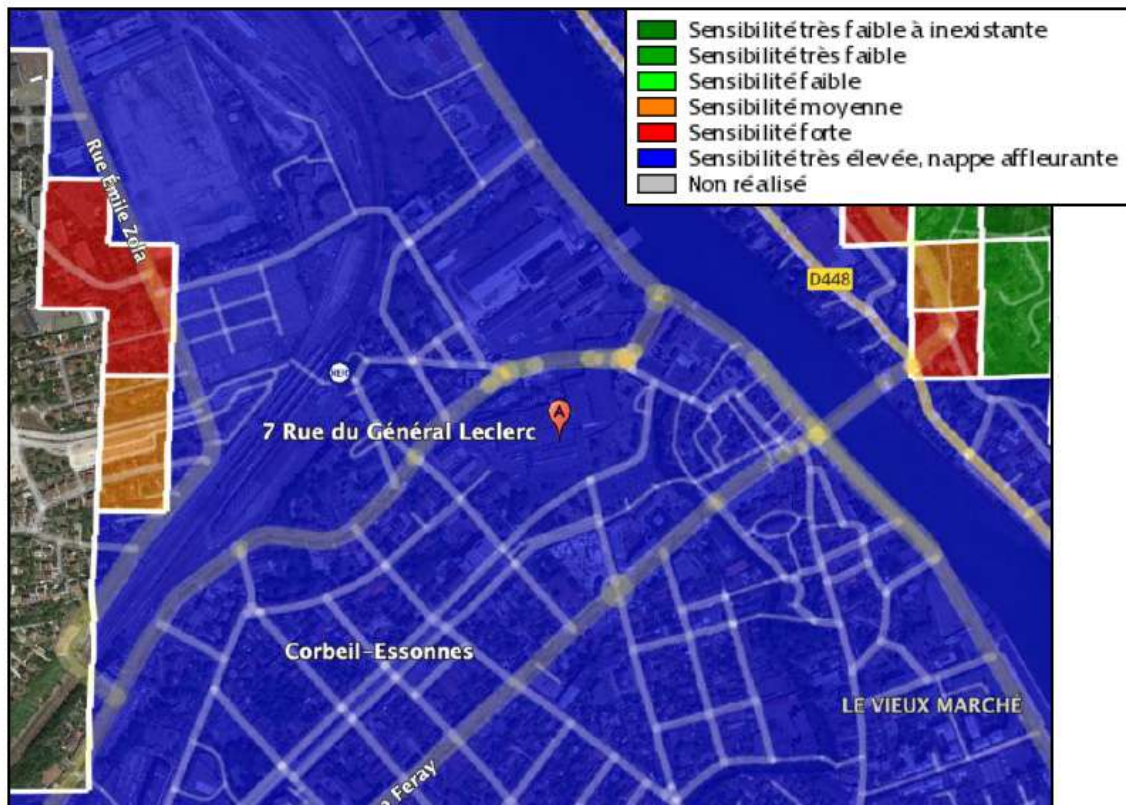 Sensibilité très faible à inexistante
Sensibilité très faible
Sensibilité faible
Sensibilité moyenne
Sensibilité forte
Sensibilité très élevée, nappe affleurante
Non réalisé
Rue Émile Zola
D448
A
7 Rue du Général Leclerc
Corbeil-Essonnes
LE VIEUX MARCHÉ
Feray